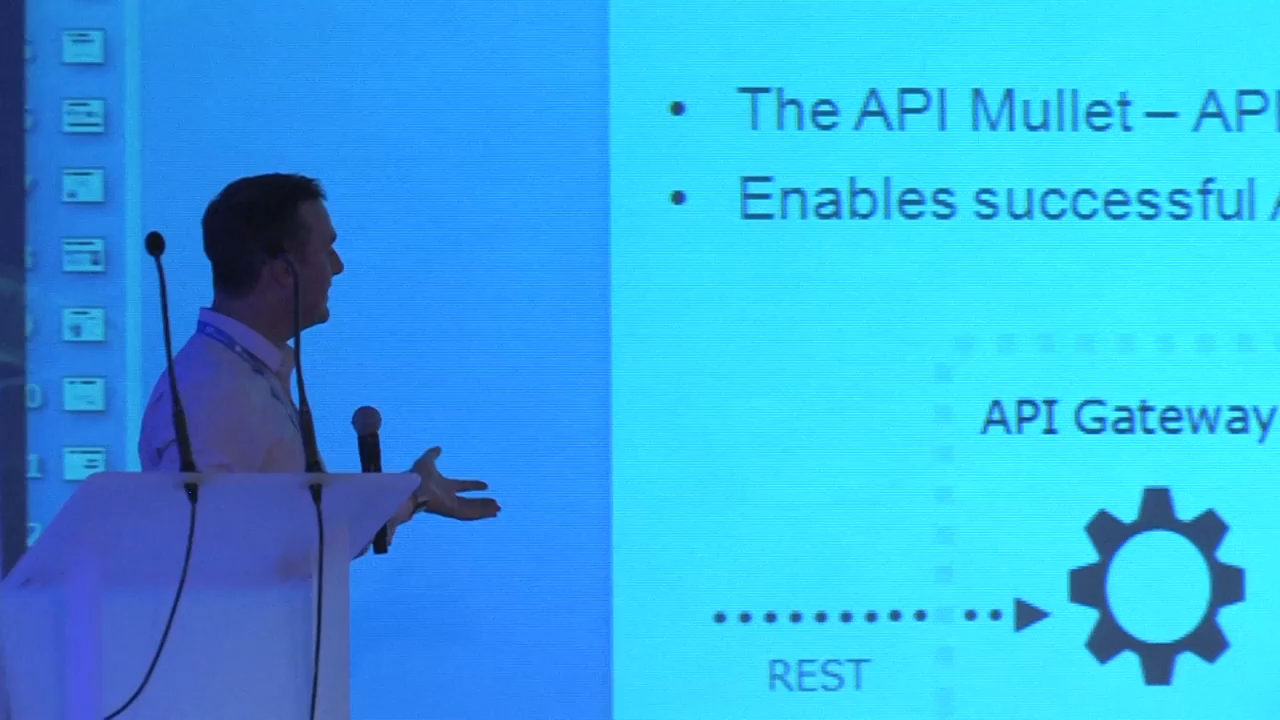 • The API Mullet – API
• Enables successful A
API Gateway
REST